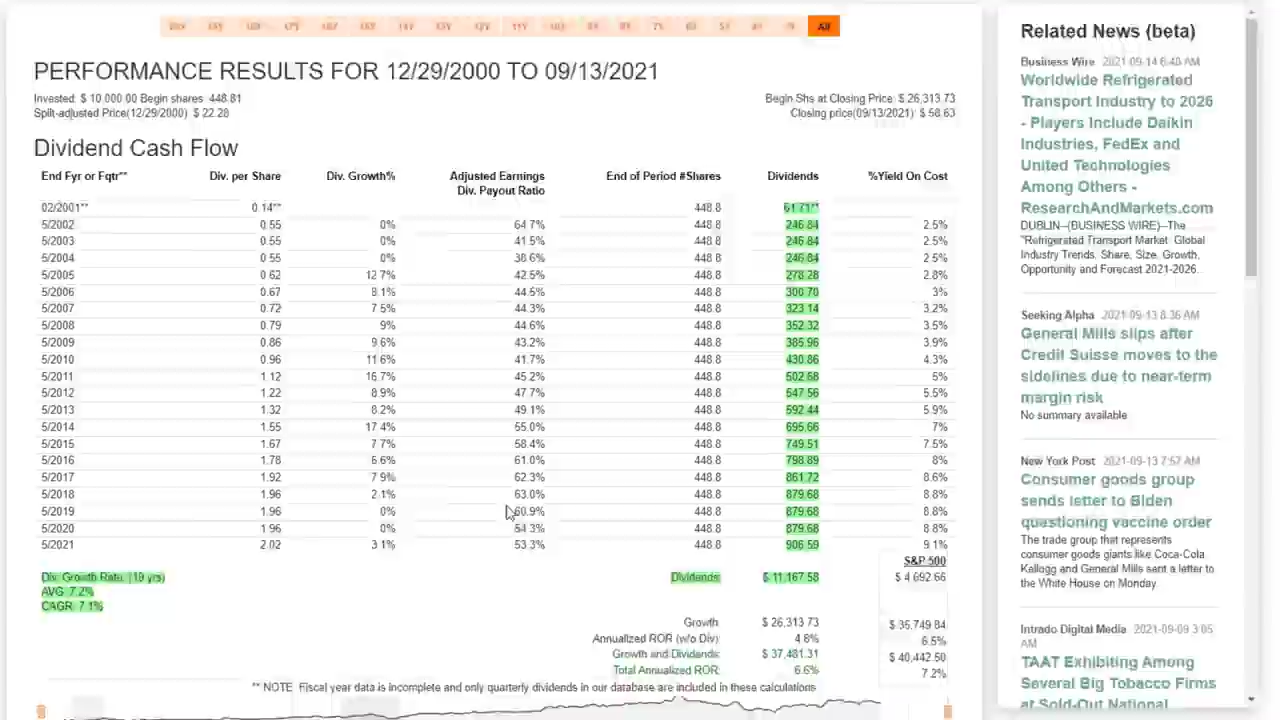 All
PERFORMANCE RESULTS FOR 12/29/2000 TO 09/13/2021
Invested: $ 10,000.00 Begin shares: 448.81
Split-adjusted Price(12/29/2000): $ 22.28
Begin Shs at Closing Price: $ 26,313.73
Closing price(09/13/2021): $ 58.63
Dividend Cash Flow
End Fyr or Fqtr** Div. per Share Div. Growth% Adjusted Earnings Div. Payout Ratio End of Period #Shares Dividends %Yield On Cost
02/2001** 0.14** 448.8 61.71**
5/2002 0.55 0% 64.7% 448.8 246.84 2.5%
5/2003 0.55 0% 41.5% 448.8 246.84 2.5%
5/2004 0.55 0% 38.6% 448.8 246.84 2.5%
5/2005 0.62 12.7% 42.5% 448.8 278.28 2.8%
5/2006 0.67 8.1% 44.5% 448.8 300.70 3%
5/2007 0.72 7.5% 44.3% 448.8 323.14 3.2%
5/2008 0.79 9% 44.6% 448.8 352.32 3.5%
5/2009 0.86 9.6% 43.2% 448.8 385.96 3.9%
5/2010 0.96 11.6% 41.7% 448.8 430.86 4.3%
5/2011 1.12 16.7% 45.2% 448.8 502.68 5%
5/2012 1.22 8.9% 47.7% 448.8 547.56 5.5%
5/2013 1.32 8.2% 49.1% 448.8 592.44 5.9%
5/2014 1.55 17.4% 55.0% 448.8 695.66 7%
5/2015 1.67 7.7% 58.4% 448.8 749.51 7.5%
5/2016 1.78 6.6% 61.0% 448.8 798.89 8%
5/2017 1.92 7.9% 62.3% 448.8 861.72 8.6%
5/2018 1.96 2.1% 63.0% 448.8 879.68 8.8%
5/2019 1.96 0% 60.9% 448.8 879.68 8.8%
5/2020 1.96 0% 54.3% 448.8 879.68 8.8%
5/2021 2.02 3.1% 53.3% 448.8 906.59 9.1%
S&P 500
Div. Growth Rate: (19 yrs) Dividends: $ 11,167.58 $ 4,692.66
AVG: 7.2%
CAGR: 7.1%
Growth: $ 26,313.73 $ 35,749.84
Annualized ROR (w/o Div): 4.8% 6.5%
Growth and Dividends: $ 37,481.31 $ 40,442.50
Total Annualized ROR: 6.6% 7.2%
** NOTE: Fiscal year data is incomplete and only quarterly dividends in our database are included in these calculations
Related News (beta)
Business Wire 2021-09-14 6:40 AM
Worldwide Refrigerated
Transport Industry to 2026
- Players Include Daikin
Industries, FedEx and
United Technologies
Among Others -
ResearchAndMarkets.com
DUBLIN--(BUSINESS WIRE)--The
"Refrigerated Transport Market: Global
Industry Trends, Share, Size, Growth,
Opportunity and Forecast 2021-2026...
Seeking Alpha 2021-09-13 8:36 AM
General Mills slips after
Credit Suisse moves to the
sidelines due to near-term
margin risk
No summary available.
New York Post 2021-09-13 7:57 AM
Consumer goods group
sends letter to Biden
questioning vaccine order
The trade group that represents
consumer goods giants like Coca-Cola
Kallogg and General Mills sent a letter to
the White House on Monday.
Intrado Digital Media 2021-09-09 3:05
AM
TAAT Exhibiting Among
Several Big Tobacco Firms
at Sold-Out National